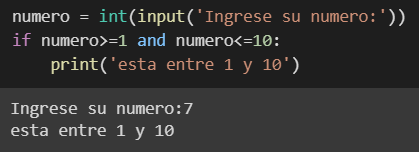 numero = int(input('Ingrese su numero:'))
if numero>=1 and numero<=10:
    print('esta entre 1 y 10')
Ingrese su numero:7
esta entre 1 y 10